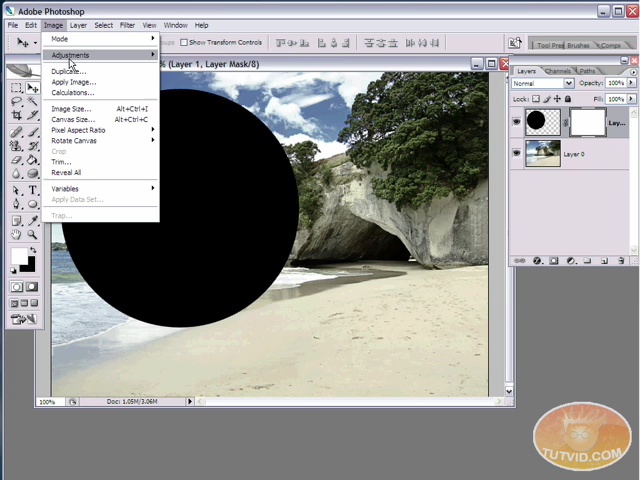 Adobe Photoshop
File Edit Image Layer Select Filter View Window Help
Show Transform Controls
Tool Pres Brushes Comps
% (Layer 1, Layer Mask/8)
Mode
Adjustments
Duplicate...
Apply Image...
Calculations...
Image Size... Alt+Ctrl+I
Canvas Size... Alt+Ctrl+C
Pixel Aspect Ratio
Rotate Canvas
Crop
Trim...
Reveal All
Variables
Apply Data Set...
Trap...
Layers Channels Paths
Normal Opacity: 100%
Lock: Fill: 100%
Lay...
Layer 0
100% Doc: 1.05M/3.06M
TUTVID.COM